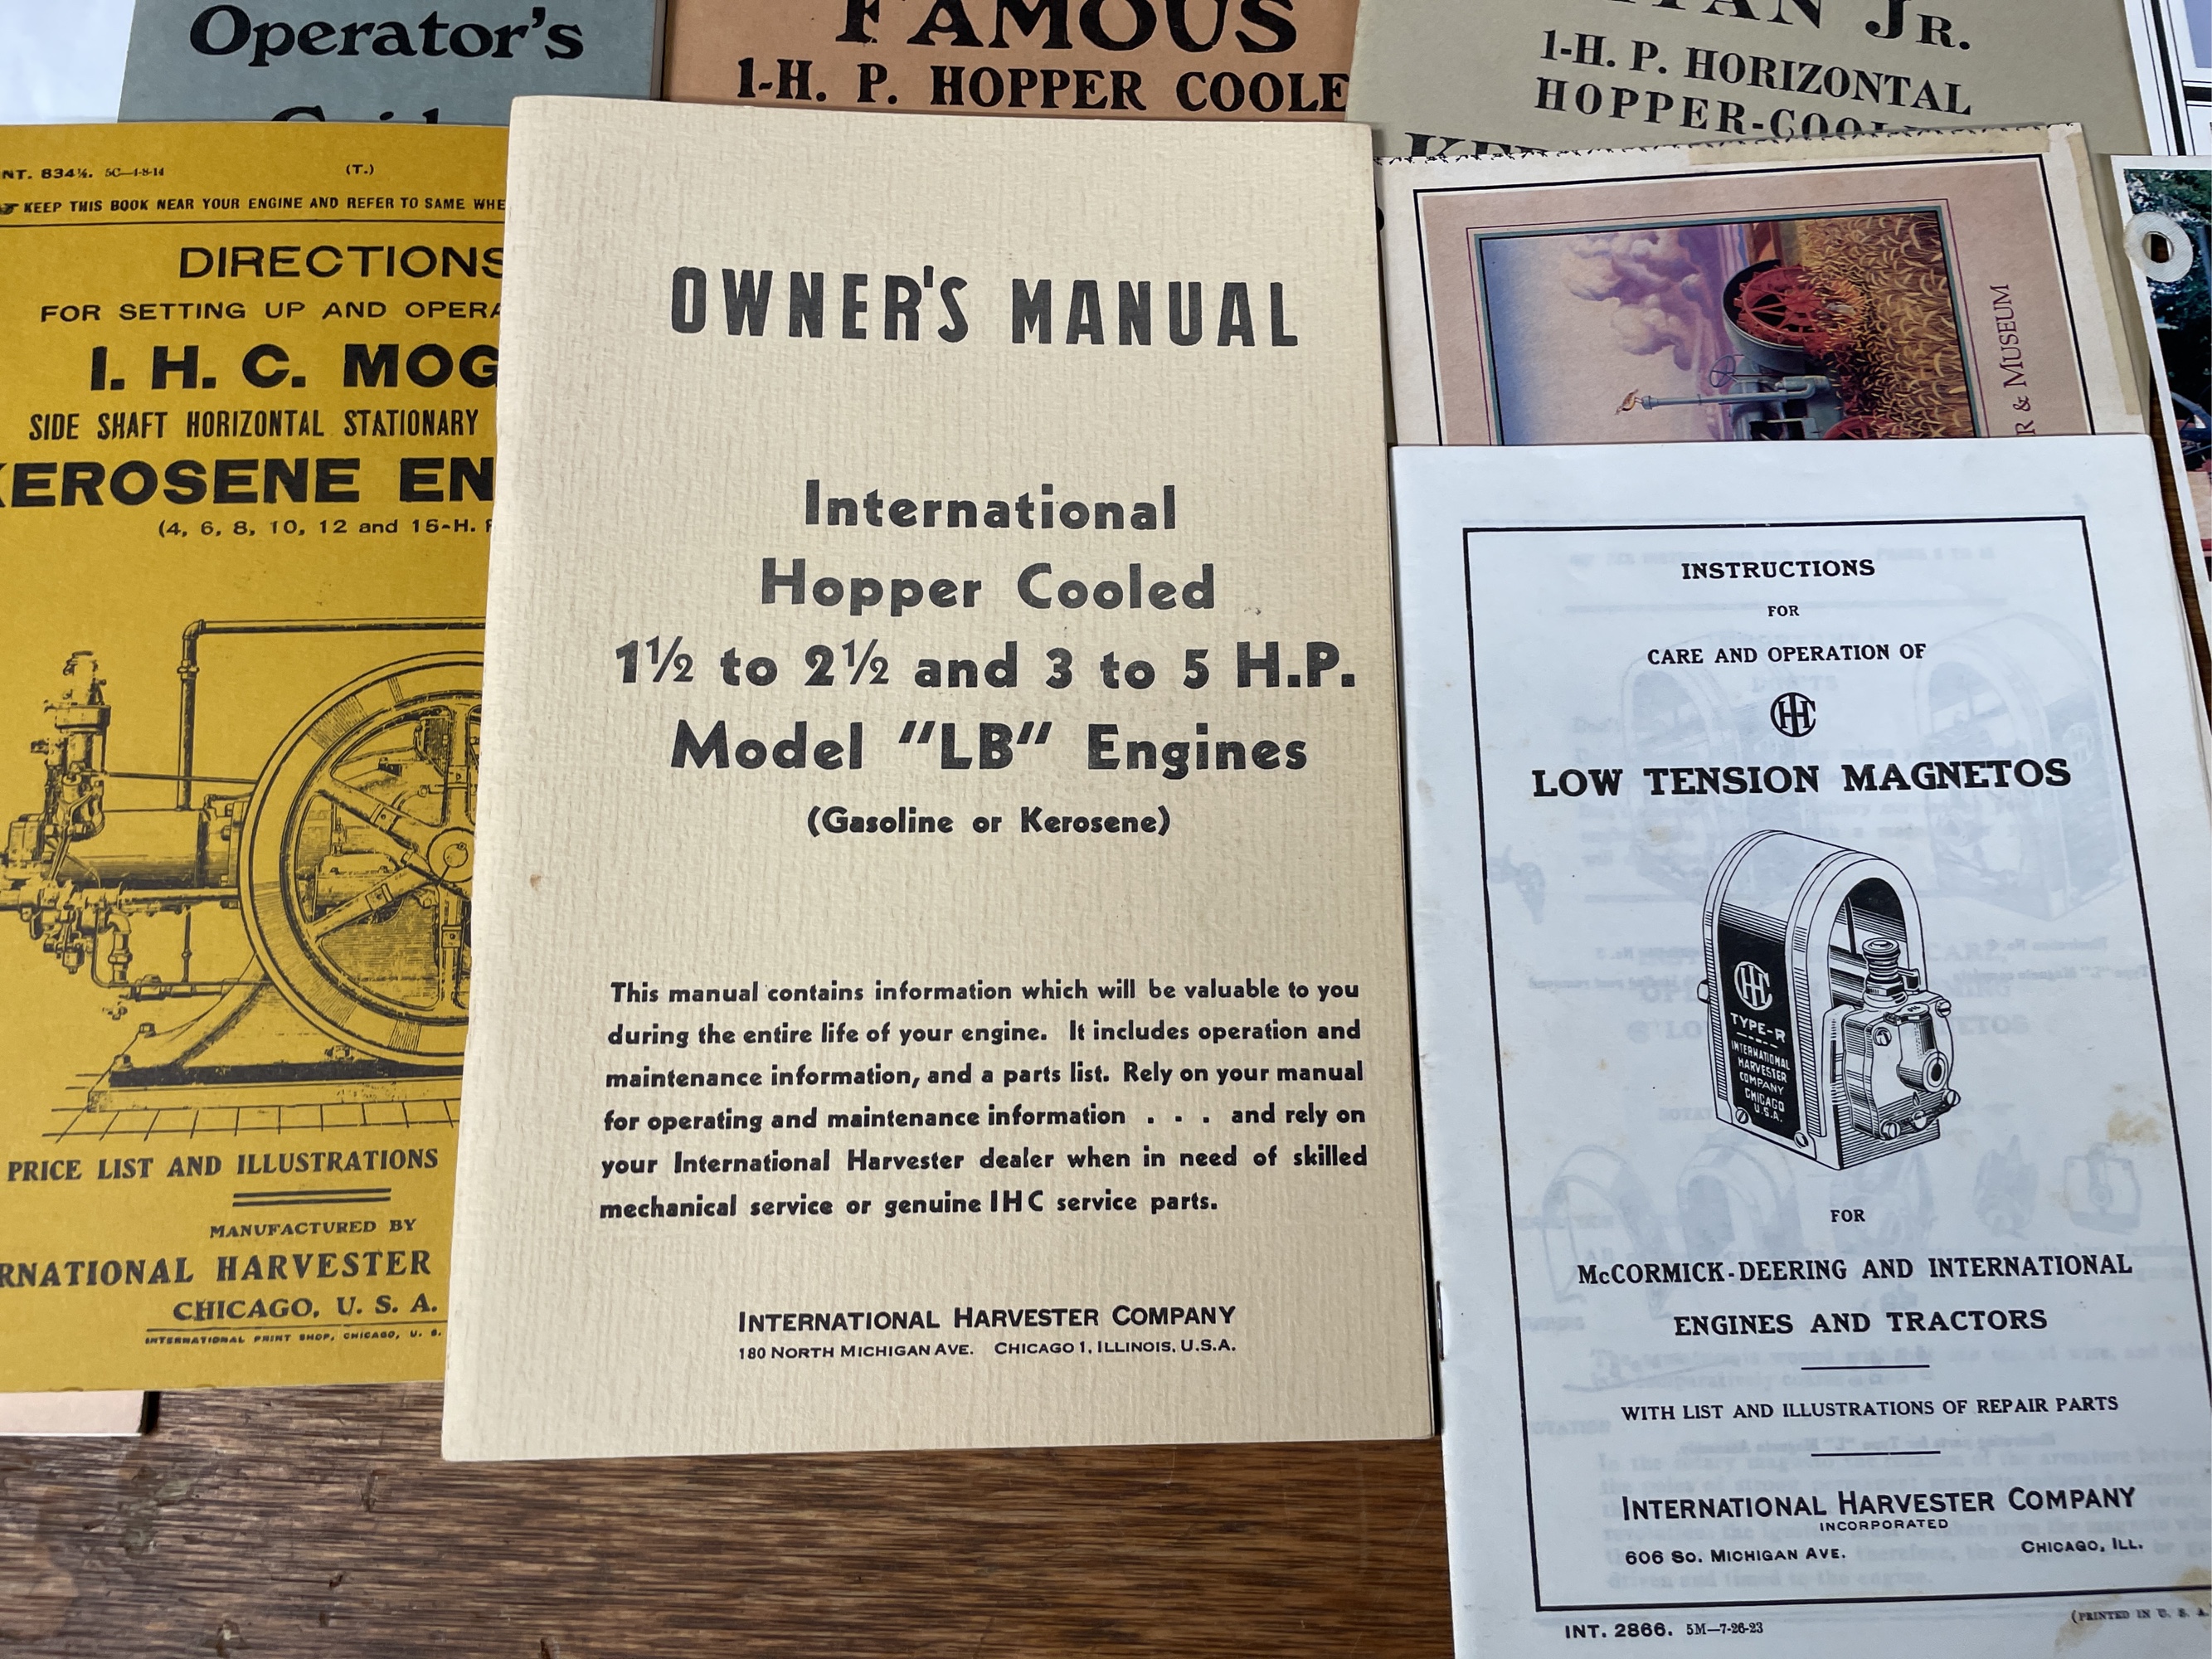 Operator's
FAMOUS
1-H. P. HOPPER COOLE
JR.
1-H. P. HORIZONTAL
HOPPER-COOL
NT. 834½. 5C—4-8-14
(T.)
KEEP THIS BOOK NEAR YOUR ENGINE AND REFER TO SAME WHE
DIRECTIONS
FOR SETTING UP AND OPERA
I. H. C. MOG
SIDE SHAFT HORIZONTAL STATIONARY
KEROSENE EN
(4, 6, 8, 10, 12 and 15-H. P
PRICE LIST AND ILLUSTRATIONS
MANUFACTURED BY
RNATIONAL HARVESTER
CHICAGO, U. S. A.
INTERNATIONAL PRINT SHOP, CHICAGO, U. S.
OWNER'S MANUAL
International
Hopper Cooled
1½ to 2½ and 3 to 5 H.P.
Model "LB" Engines
(Gasoline or Kerosene)
This manual contains information which will be valuable to you
during the entire life of your engine. It includes operation and
maintenance information, and a parts list. Rely on your manual
for operating and maintenance information . . . and rely on
your International Harvester dealer when in need of skilled
mechanical service or genuine IHC service parts.
INTERNATIONAL HARVESTER COMPANY
180 NORTH MICHIGAN AVE. CHICAGO 1, ILLINOIS, U.S.A.
R & MUSEUM
INSTRUCTIONS
FOR
CARE AND OPERATION OF
IHC
LOW TENSION MAGNETOS
IHC
TYPE-R
INTERNATIONAL
HARVESTER
COMPANY
CHICAGO
U.S.A.
FOR
McCORMICK-DEERING AND INTERNATIONAL
ENGINES AND TRACTORS
WITH LIST AND ILLUSTRATIONS OF REPAIR PARTS
INTERNATIONAL HARVESTER COMPANY
INCORPORATED
606 SO. MICHIGAN AVE. CHICAGO, ILL.
INT. 2866. 5M—7-26-23
(PRINTED IN U. S. A.